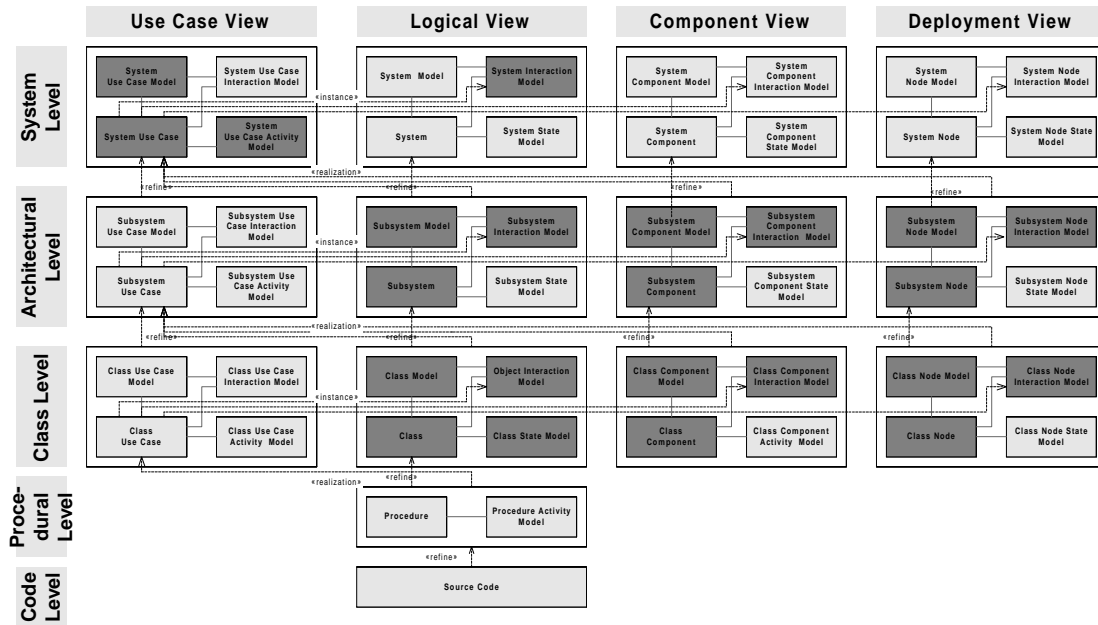 Use Case View
Logical View
Component View
Deployment View
System
Level
System
Use Case Model
System Use Case
Interaction Model
System Use Case
System
Use Case Activity
Model
System Model
System Interaction
Model
System
System State
Model
System
Component Model
System
Component
Interaction Model
System
Component
System
Component
State Model
System
Node Model
System Node
Interaction Model
System Node
System Node State
Model
«instance»
«realization»
«refine»
«refine»
«refine»
«refine»
Architectural
Level
Subsystem
Use Case Model
Subsystem Use
Case Interaction
Model
Subsystem
Use Case
Subsystem Use
Case Activity
Model
Subsystem Model
Subsystem
Interaction Model
Subsystem
Subsystem State
Model
Subsystem
Component Model
Subsystem
Component
Interaction Model
Subsystem
Component
Subsystem
Component State
Model
Subsystem
Node Model
Subsystem Node
Interaction Model
Subsystem Node
Subsystem Node
State Model
«instance»
«realization»
«refine»
«refine»
«refine»
«refine»
Class Level
Class Use Case
Model
Class Use Case
Interaction Model
Class
Use Case
Class Use Case
Activity Model
Class Model
Object Interaction
Model
Class
Class State Model
Class Component
Model
Class Component
Interaction Model
Class
Component
Class Component
Activity Model
Class Node Model
Class Node
Interaction Model
Class Node
Class Node State
Model
«instance»
«realization»
«refine»
Proce-
dural
Level
Procedure
Procedure Activity
Model
«refine»
Code
Level
Source Code